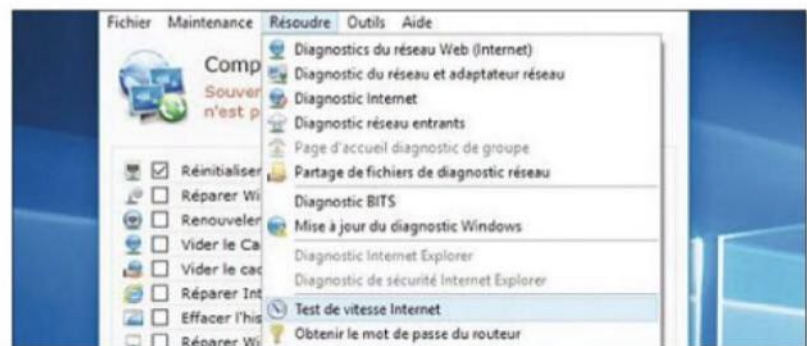 Fichier Maintenance Résoudre Outils Aide
Diagnostics du réseau Web (Internet)
Comp
Diagnostic du réseau et adaptateur réseau
Souver
Diagnostic Internet
n'est p
Diagnostic réseau entrants
Page d'accueil diagnostic de groupe
Réinitialiser
Partage de fichiers de diagnostic réseau
Réparer Wi
Diagnostic BITS
Renouveler
Mise à jour du diagnostic Windows
Vider le Ca
Diagnostic Internet Explorer
Vider le cac
Diagnostic de sécurité Internet Explorer
Réparer Int
Test de vitesse Internet
Effacer l'his
Obtenir le mot de passe du routeur
Réparer Wi